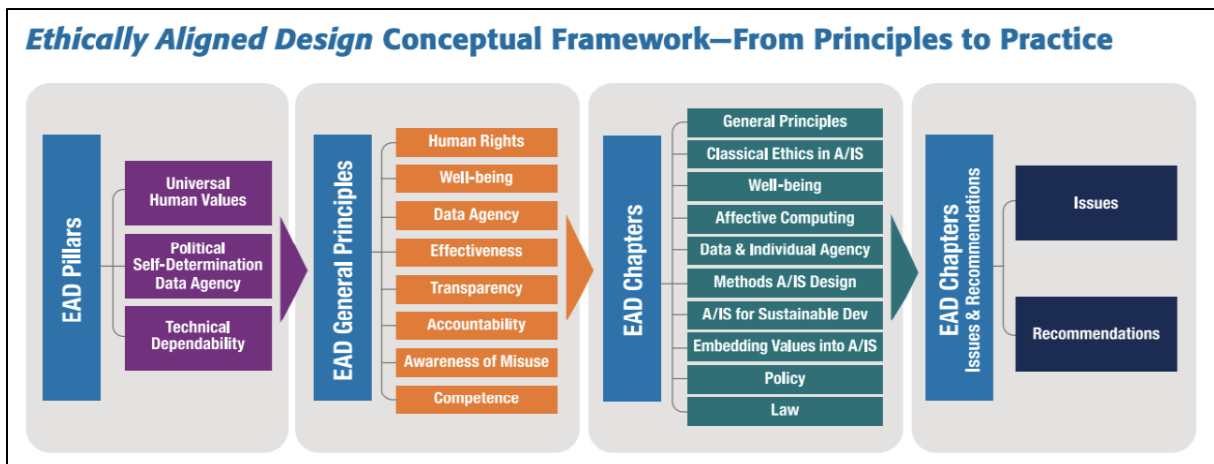 Ethically Aligned Design Conceptual Framework—From Principles to Practice
EAD Pillars
Universal
Human Values
Political
Self-Determination
Data Agency
Technical
Dependability
EAD General Principles
Human Rights
Well-being
Data Agency
Effectiveness
Transparency
Accountability
Awareness of Misuse
Competence
EAD Chapters
General Principles
Classical Ethics in A/IS
Well-being
Affective Computing
Data & Individual Agency
Methods A/IS Design
A/IS for Sustainable Dev
Embedding Values into A/IS
Policy
Law
EAD Chapters
Issues & Recommendations
Issues
Recommendations